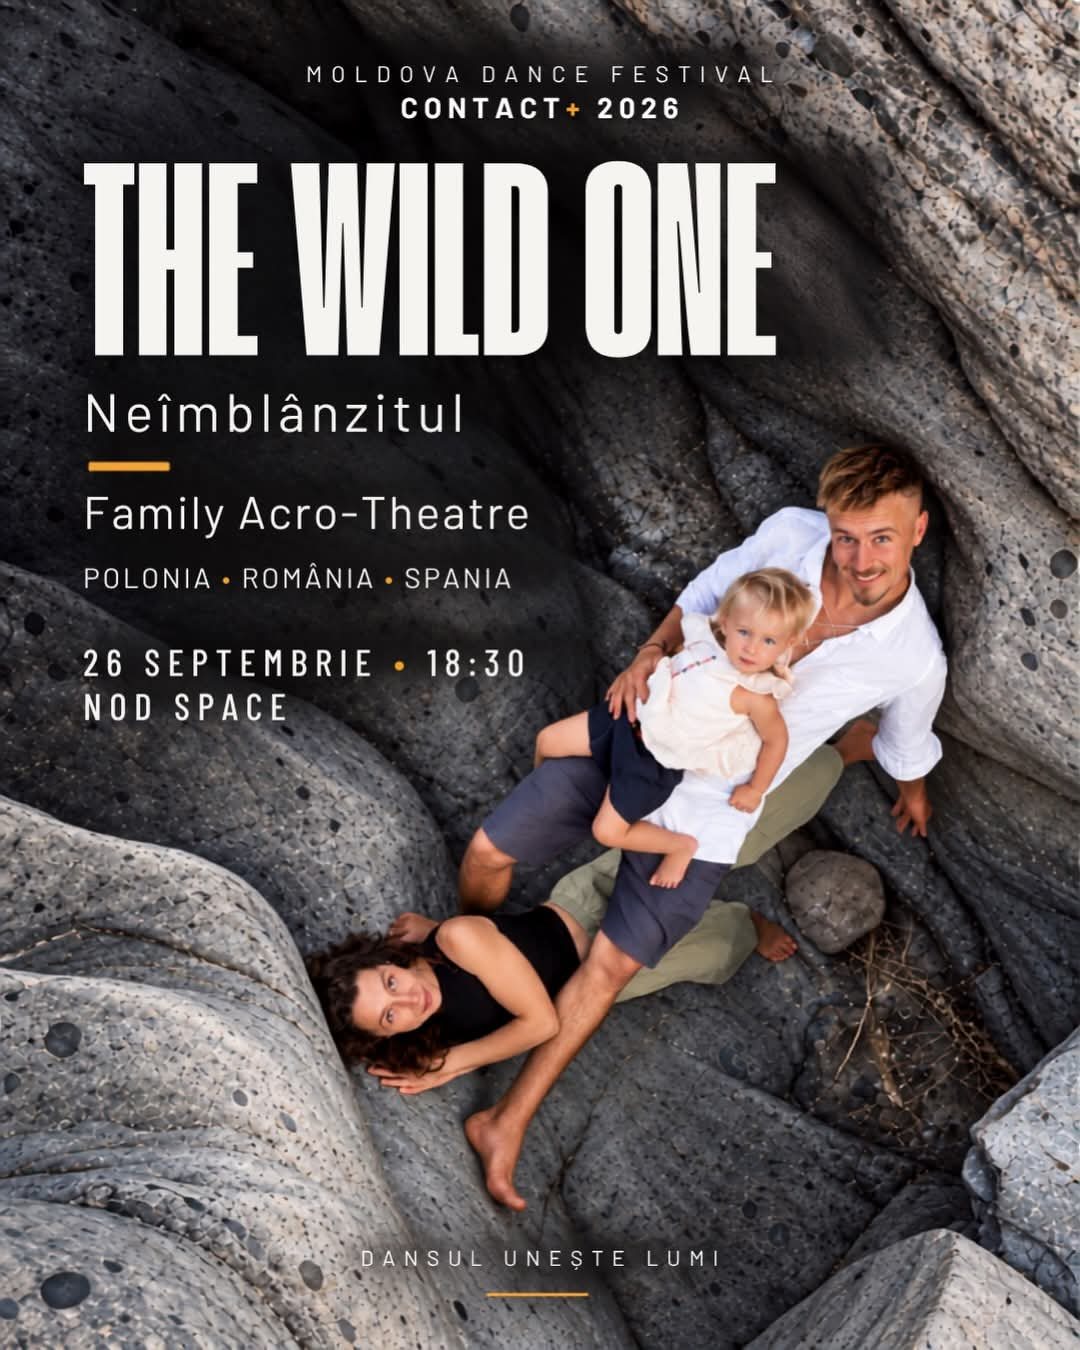 MOLDOVA DANCE FESTIVAL
CONTACT+ 2026
THE WILD ONE
Neîmblânzitul
Family Acro-Theatre
POLONIA • ROMÂNIA • SPANIA
26 SEPTEMBRIE • 18:30
NOD SPACE
DANSUL UNEȘTE LUMI